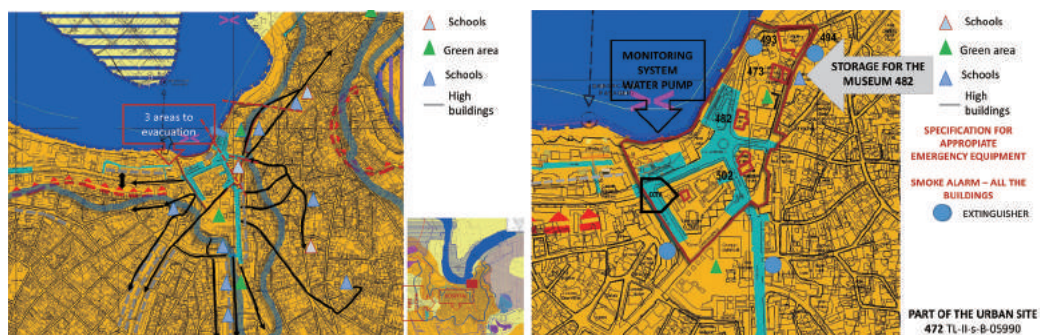 Schools
Green area
Schools
High
buildings
3 areas to
evacuation
MONITORING
SYSTEM
WATER PUMP
493
494
473
482
302
STORAGE FOR THE
MUSEUM 482
Schools
Green area
Schools
High
buildings
SPECIFICATION FOR
APPROPIATE
EMERGENCY EQUIPMENT
SMOKE ALARM – ALL THE
BUILDINGS
EXTINGUISHER
PART OF THE URBAN SITE
472 TL-II-s-B-05990